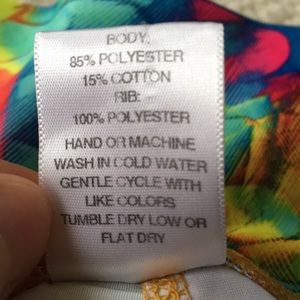 BODY:
85% POLYESTER
15% COTTON
RIB:
100% POLYESTER
HAND OR MACHINE
WASH IN COLD WATER
GENTLE CYCLE WITH
LIKE COLORS
TUMBLE DRY LOW OR
FLAT DRY